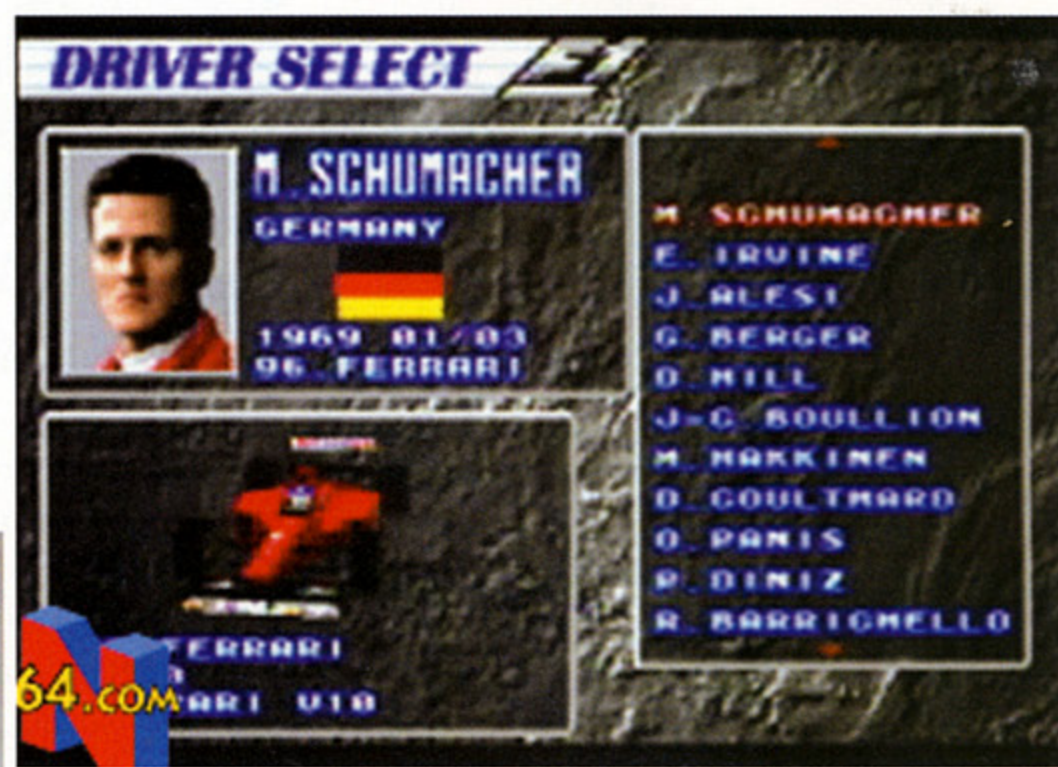 DRIVER SELECT F1
M. SCHUMACHER
GERMANY
1969 01/03
96. FERRARI
M. SCHUMACHER
E. IRVINE
J. ALESI
G. BERGER
D. HILL
J-C. BOULLION
M. HAKKINEN
D. COULTHARD
O. PANIS
P. DINIZ
R. BARRICHELLO
FERRARI
3
ARI V10
64.COM